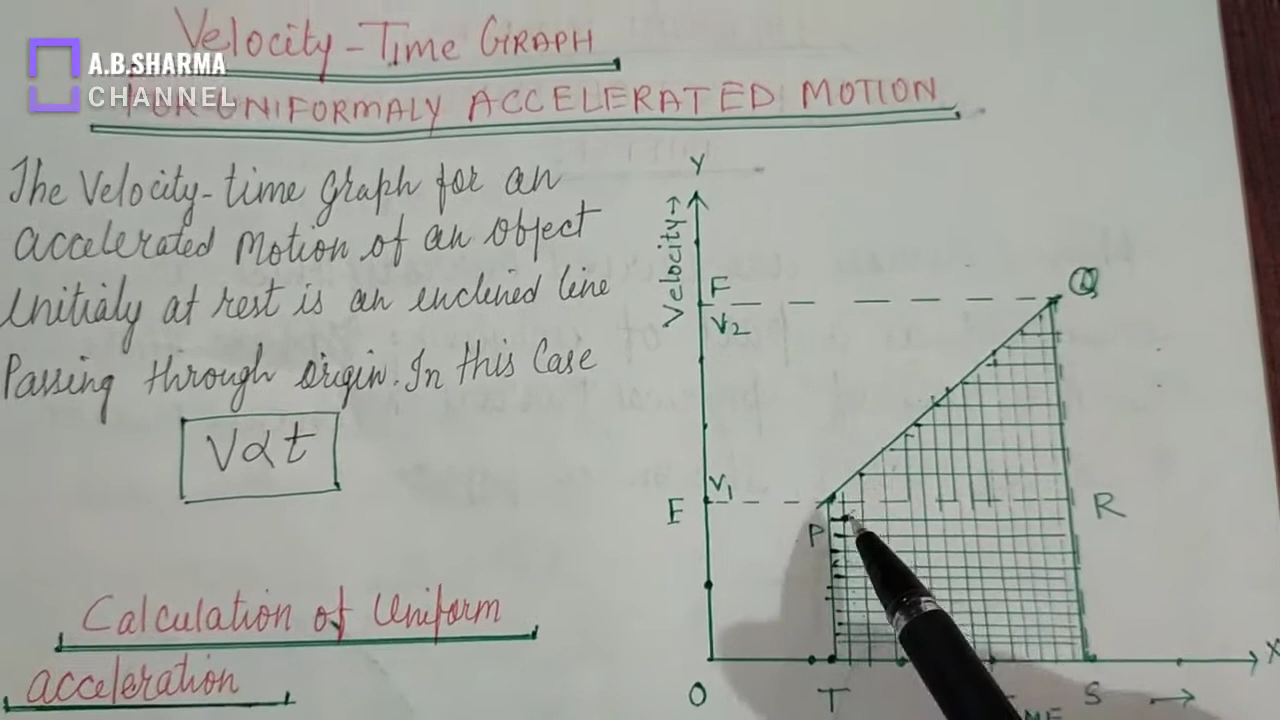 Velocity-Time GRAPH
A.B.SHARMA
CHANNEL
FOR UNIFORMALY ACCELERATED MOTION
The Velocity-time graph for an
accelerated Motion of an object
initialy at rest is an enclined line
Passing through origin. In this Case
V∝t
Calculation of uniform
acceleration
Y
Velocity→
F
V2
Q
V1
E
P
R
O
T
S
X